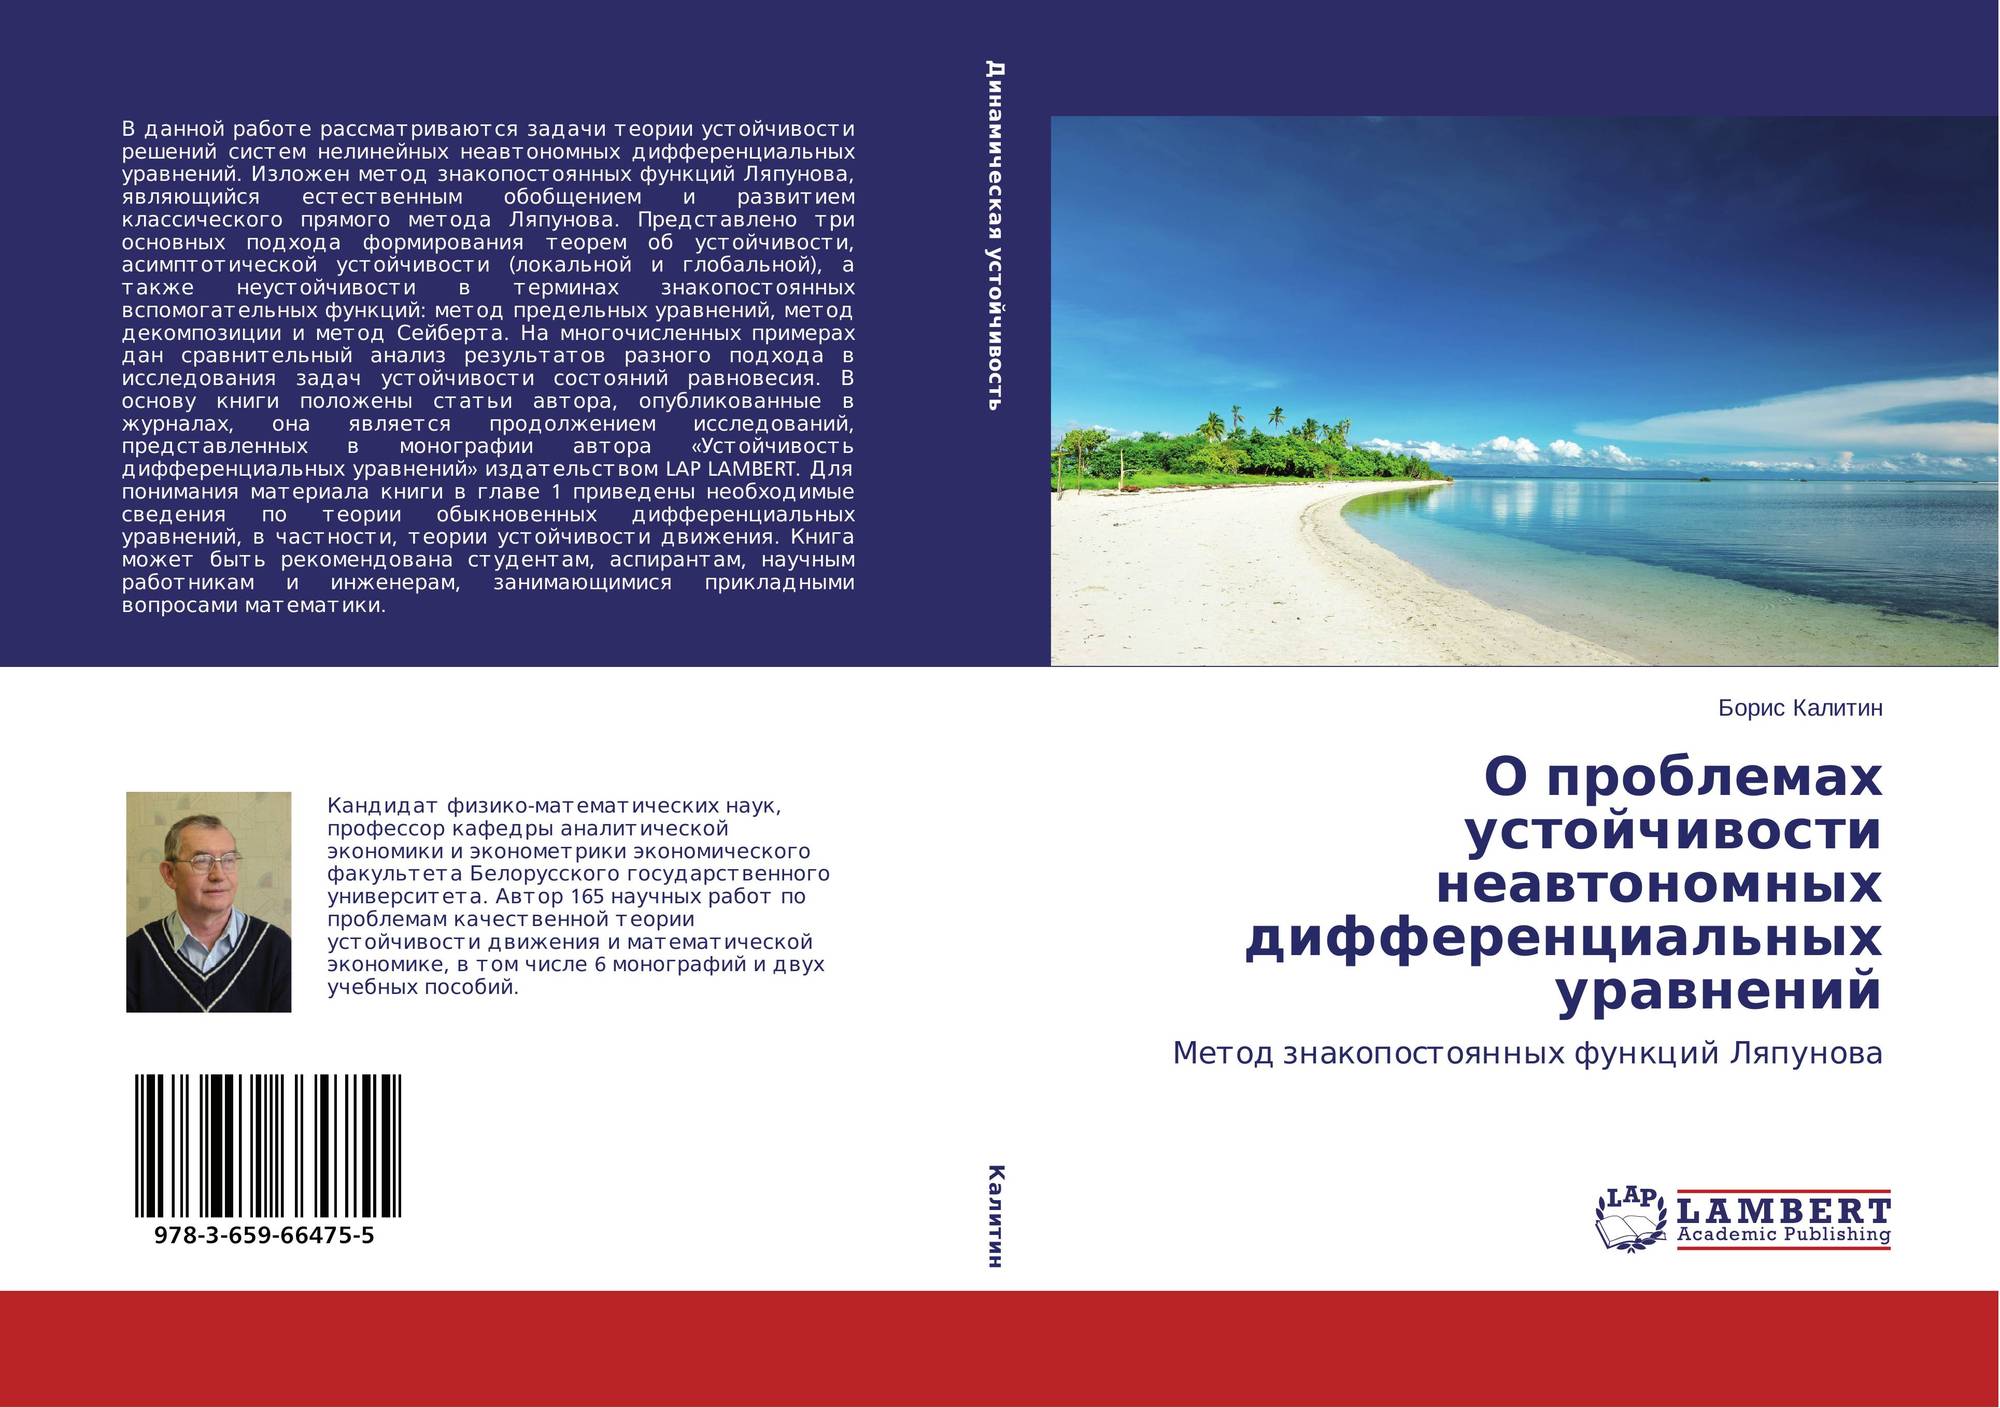 В данной работе рассматриваются задачи теории устойчивости
решений систем нелинейных неавтономных дифференциальных
уравнений. Изложен метод знакопостоянных функций Ляпунова,
являющийся естественным обобщением и развитием
классического прямого метода Ляпунова. Представлено три
основных подхода формирования теорем об устойчивости,
асимптотической устойчивости (локальной и глобальной), а
также неустойчивости в терминах знакопостоянных
вспомогательных функций: метод предельных уравнений, метод
декомпозиции и метод Сейберта. На многочисленных примерах
дан сравнительный анализ результатов разного подхода в
исследования задач устойчивости состояний равновесия. В
основу книги положены статьи автора, опубликованные в
журналах, она является продолжением исследований,
представленных в монографии автора «Устойчивость
дифференциальных уравнений» издательством LAP LAMBERT. Для
понимания материала книги в главе 1 приведены необходимые
сведения по теории обыкновенных дифференциальных
уравнений, в частности, теории устойчивости движения. Книга
может быть рекомендована студентам, аспирантам, научным
работникам и инженерам, занимающимися прикладными
вопросами математики.
Кандидат физико-математических наук,
профессор кафедры аналитической
экономики и эконометрики экономического
факультета Белорусского государственного
университета. Автор 165 научных работ по
проблемам качественной теории
устойчивости движения и математической
экономике, в том числе 6 монографий и двух
учебных пособий.
978-3-659-66475-5
Динамическая устойчивость
Калитин
Борис Калитин
О проблемах
устойчивости
неавтономных
дифференциальных
уравнений
Метод знакопостоянных функций Ляпунова
LAP
LAMBERT
Academic Publishing